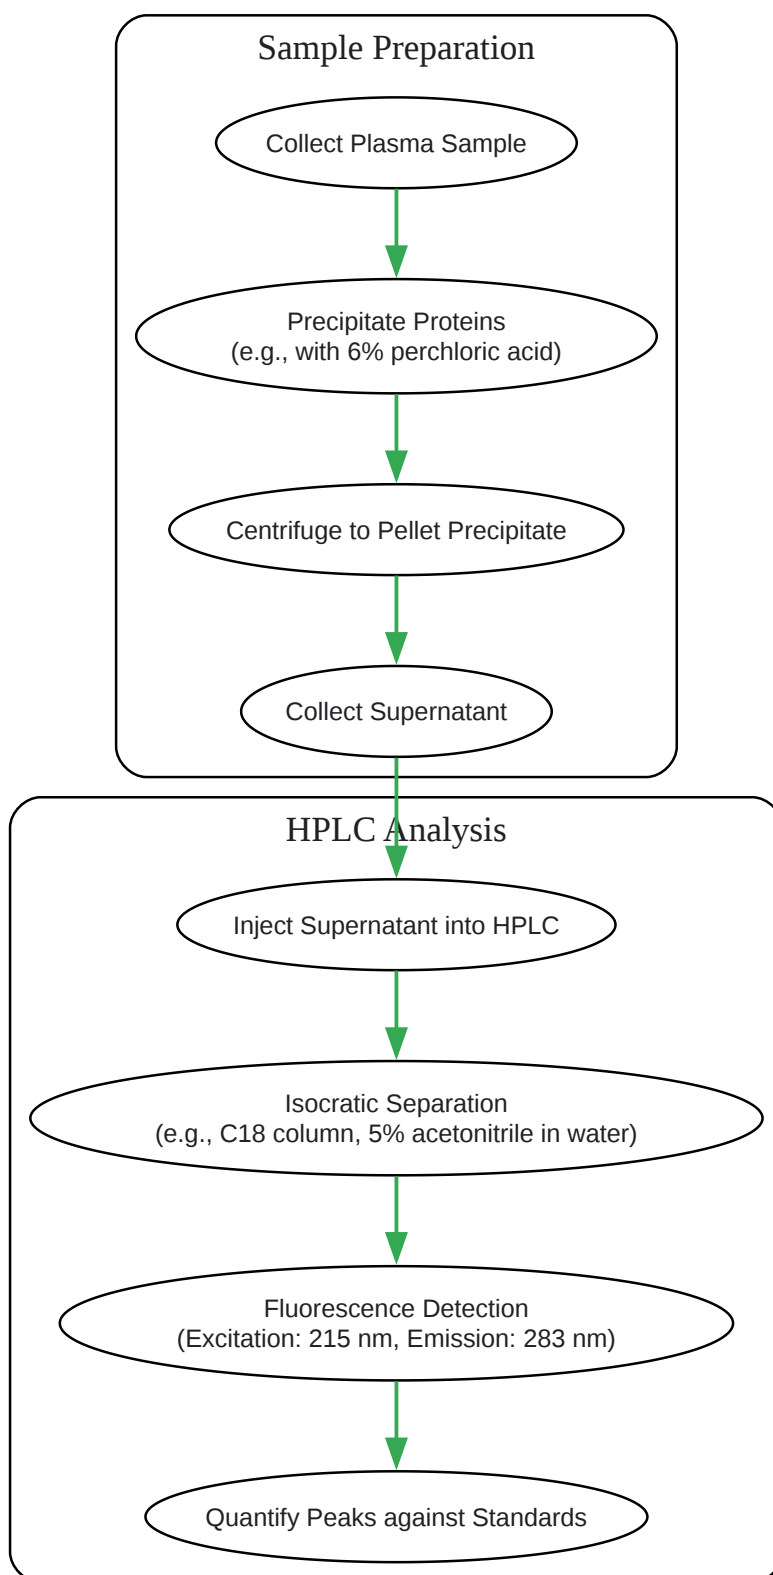 Sample Preparation
Collect Plasma Sample
Precipitate Proteins
(e.g., with 6% perchloric acid)
Centrifuge to Pellet Precipitate
Collect Supernatant
HPLC Analysis
Inject Supernatant into HPLC
Isocratic Separation
(e.g., C18 column, 5% acetonitrile in water)
Fluorescence Detection
(Excitation: 215 nm, Emission: 283 nm)
Quantify Peaks against Standards